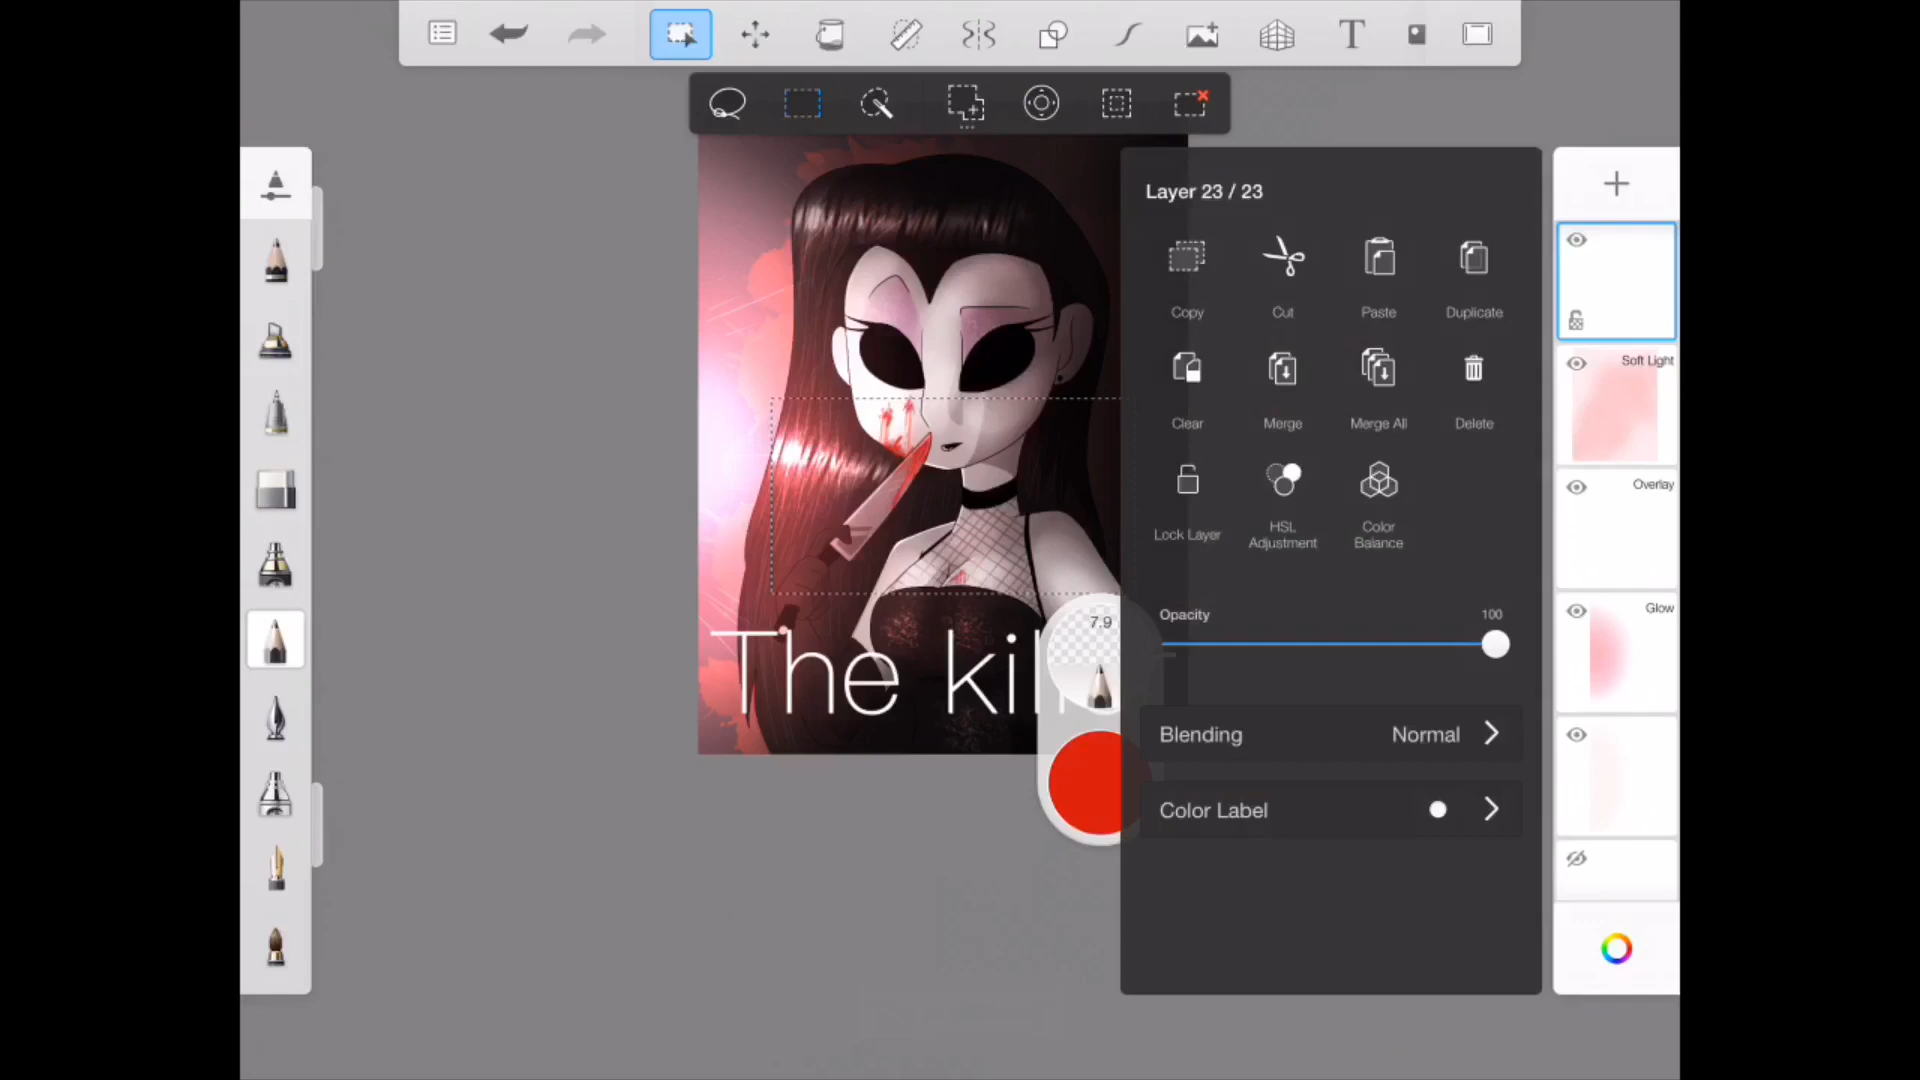 T
Layer 23 / 23
Copy
Cut
Paste
Duplicate
Clear
Merge
Merge All
Delete
Lock Layer
HSL
Adjustment
Color
Balance
Opacity
100
Blending
Normal
Color Label
Soft Light
Overlay
Glow
7.9
The